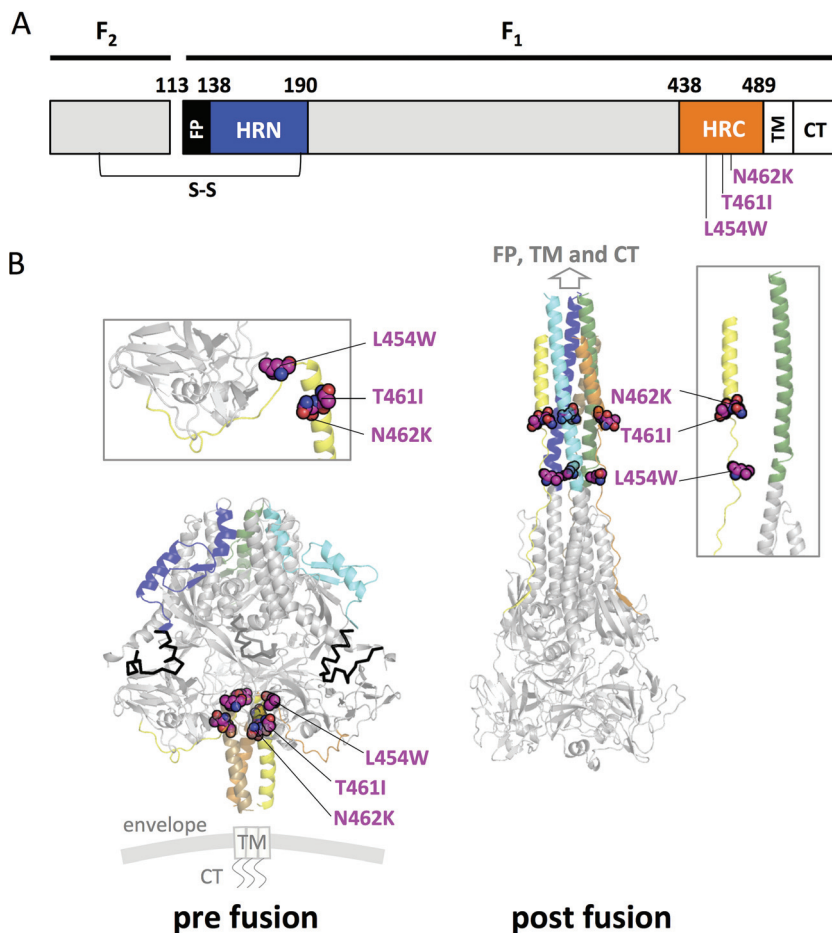 A
F2
F1
113 138 190 438 489
FP HRN HRC TM CT
S-S
N462K
T461I
L454W
B
FP, TM and CT
L454W
T461I
N462K
N462K
T461I
L454W
L454W
T461I
N462K
envelope
TM
CT
pre fusion post fusion